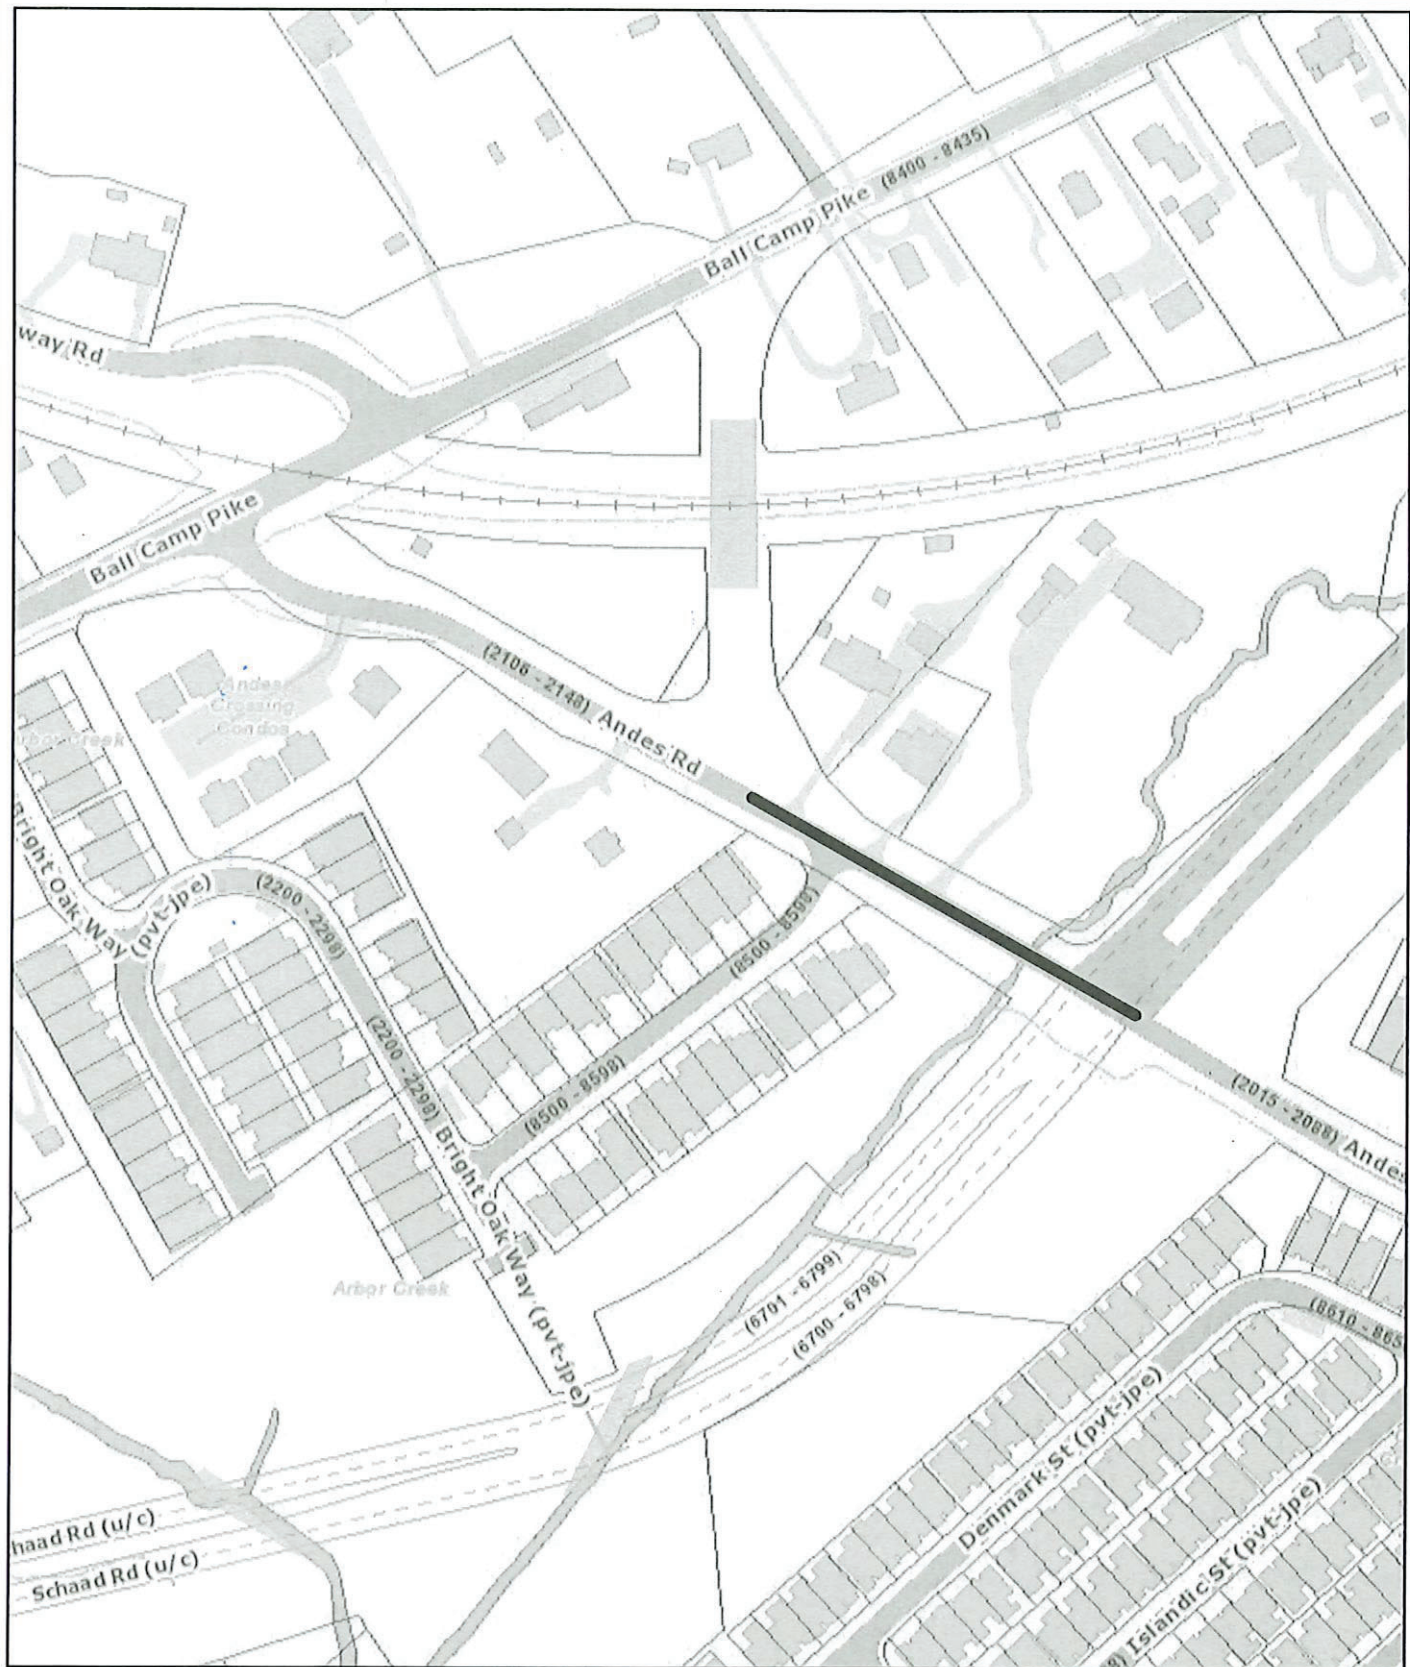 (8400 - 8435)
Ball Camp Pike
way Rd
Ball Camp Pike
(2106 - 2148)
Andes Rd
Andes
Crossing
Condos
Arbor Creek
Bright Oak Way (pvt-jpe)
(2200 - 2298)
(8500 - 8598)
(2200 - 2298)
(8500 - 8598)
Bright Oak Way (pvt-jpe)
(2015 - 2088) Andes
Arbor Creek
(6701 - 6799)
(6700 - 6798)
(8610 - 865
Denmark St (pvt-jpe)
Islandic St (pvt-jpe)
haad Rd (u/c)
Schaad Rd (u/c)